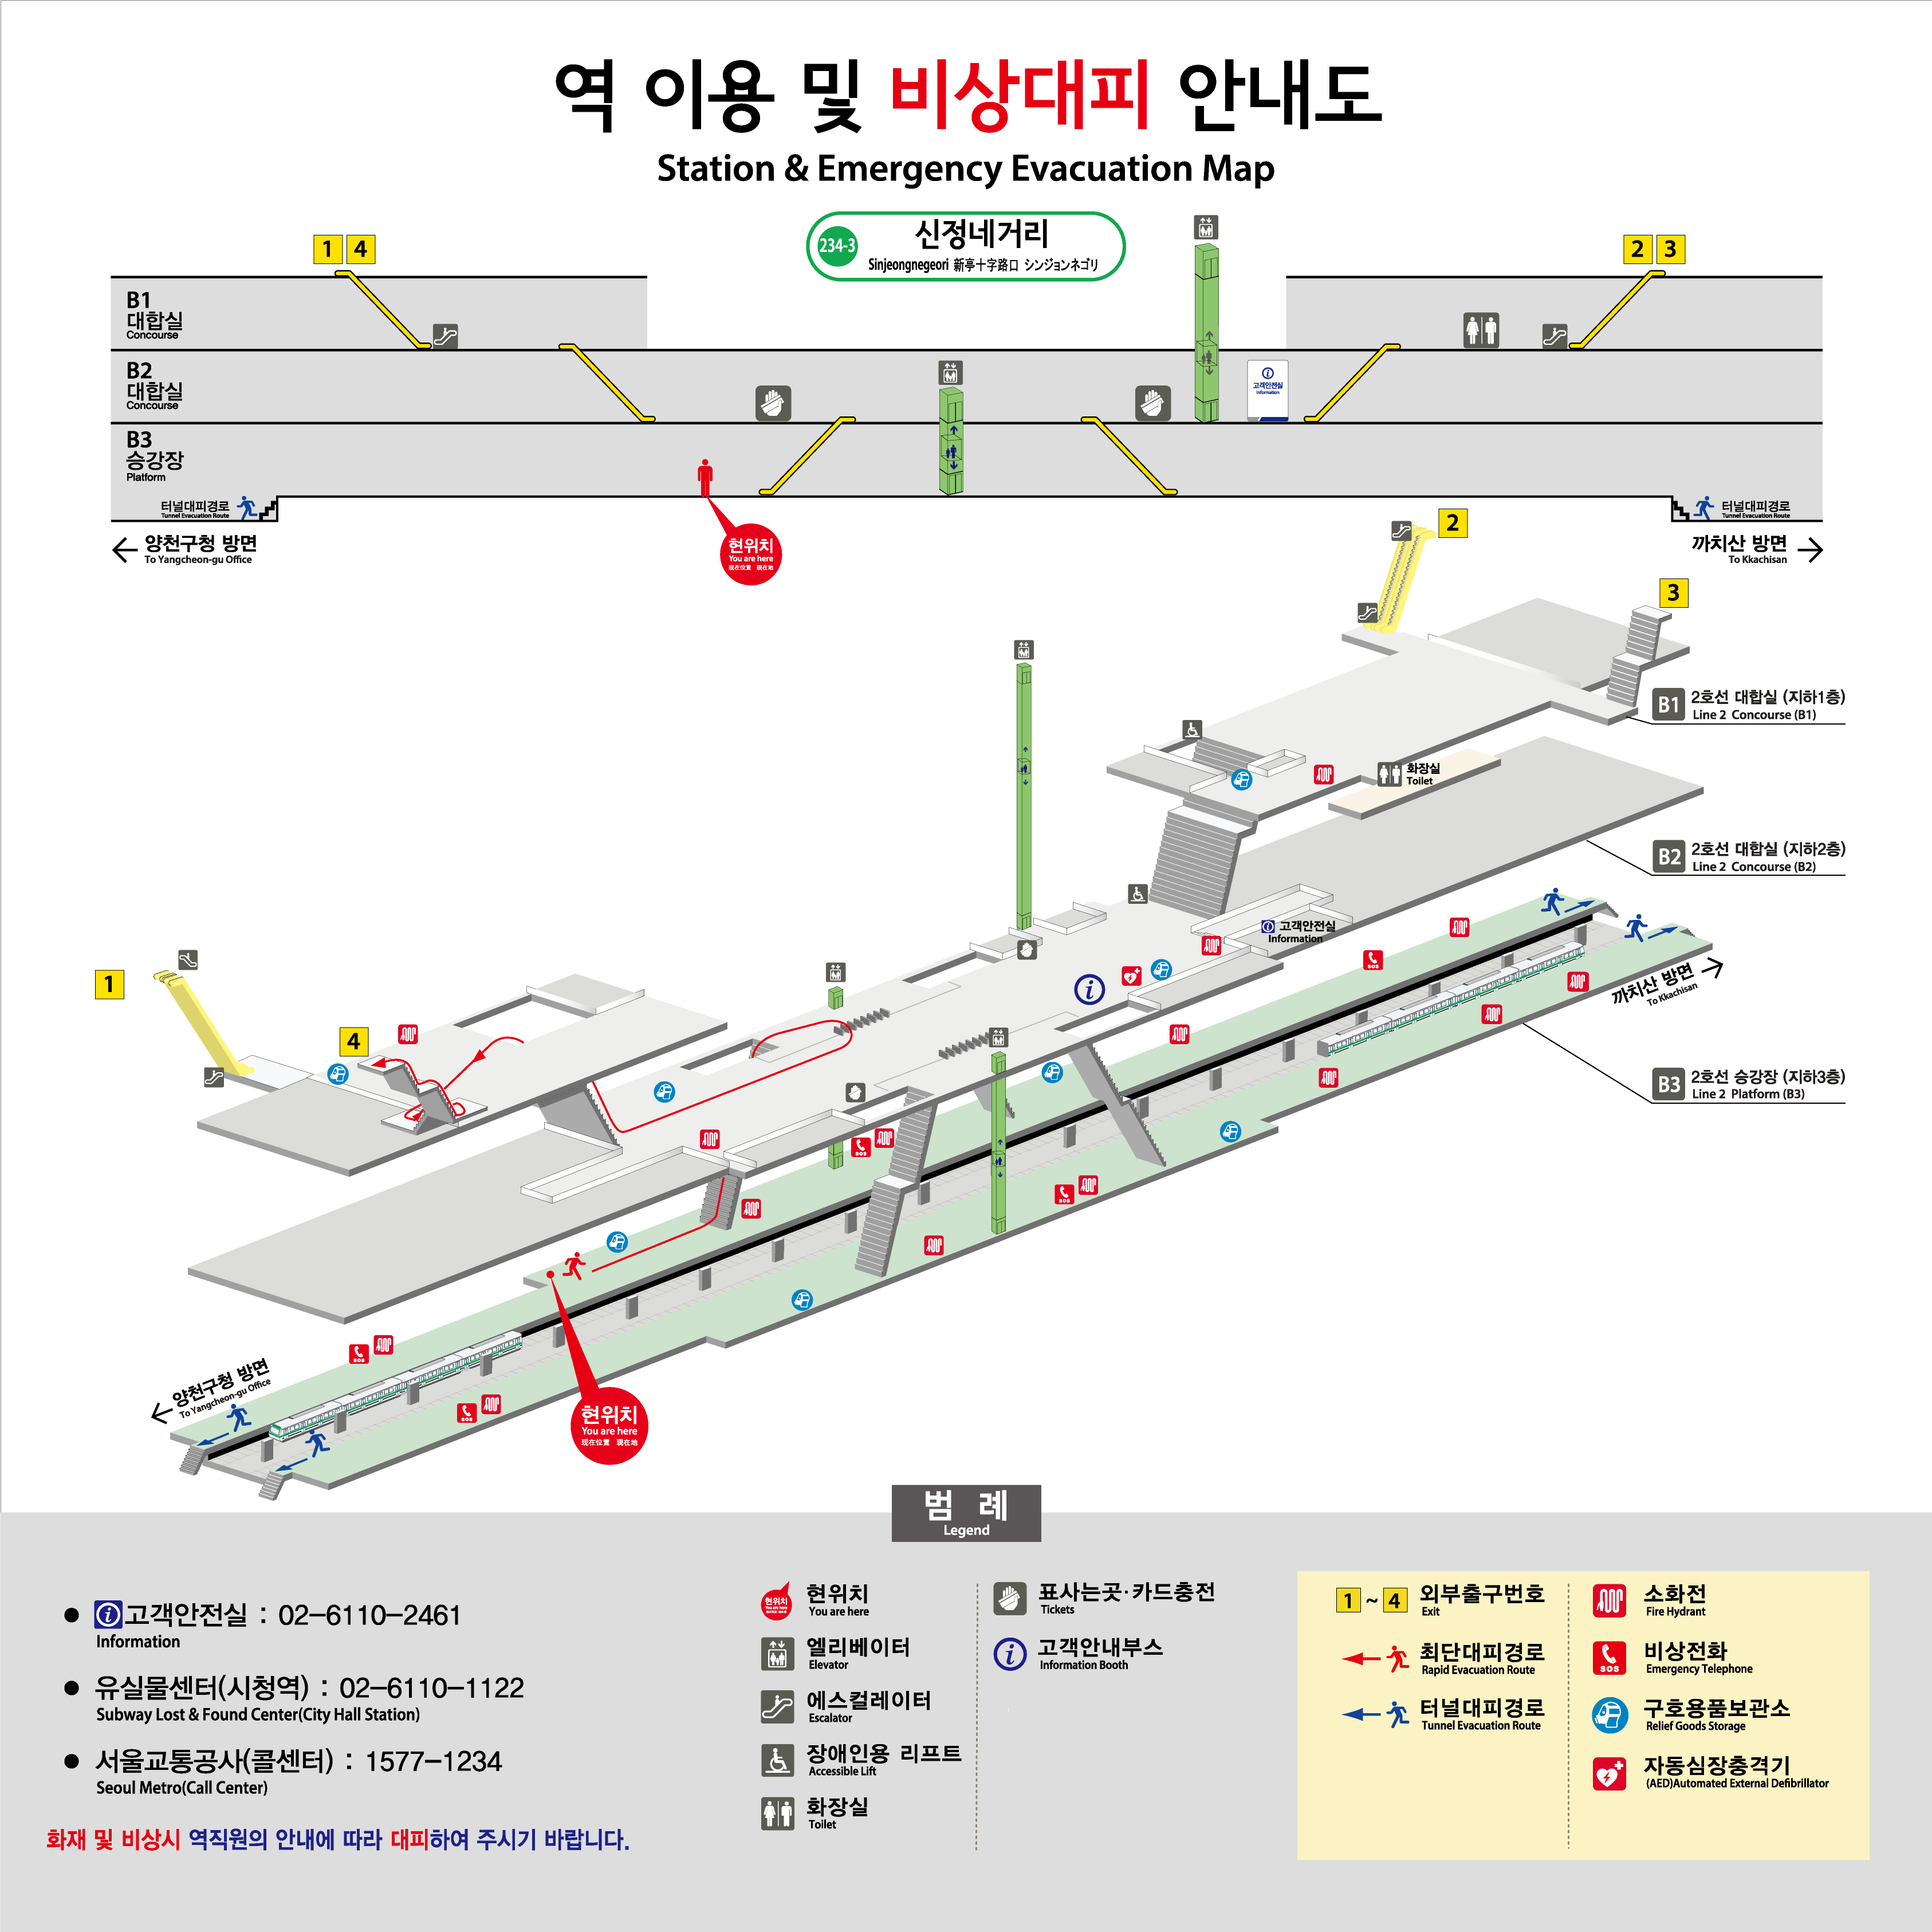 역 이용 및 비상대피 안내도
Station & Emergency Evacuation Map
234-3
신정네거리
Sinjeongnegeori 新亭十字路口 シンジョンネゴリ
1 4
2 3
B1
대합실
Concourse
B2
대합실
Concourse
고객안전실
Information
B3
승강장
Platform
터널대피경로
Tunnel Evacuation Route
터널대피경로
Tunnel Evacuation Route
양천구청 방면
To Yangcheon-gu Office
현위치
You are here
现在位置 現在地
까치산 방면
To Kkachisan
2
3
B1 2호선 대합실 (지하1층)
Line 2 Concourse (B1)
화장실
Toilet
B2 2호선 대합실 (지하2층)
Line 2 Concourse (B2)
고객안전실
Information
1
4
까치산 방면
To Kkachisan
B3 2호선 승강장 (지하3층)
Line 2 Platform (B3)
SOS
SOS
SOS
SOS
SOS
양천구청 방면
To Yangcheon-gu Office
현위치
You are here
现在位置 現在地
범 례
Legend
고객안전실 : 02-6110-2461
Information
유실물센터(시청역) : 02-6110-1122
Subway Lost & Found Center(City Hall Station)
서울교통공사(콜센터) : 1577-1234
Seoul Metro(Call Center)
화재 및 비상시 역직원의 안내에 따라 대피하여 주시기 바랍니다.
현위치
You are here
엘리베이터
Elevator
에스컬레이터
Escalator
장애인용 리프트
Accessible Lift
화장실
Toilet
표사는곳·카드충전
Tickets
고객안내부스
Information Booth
1 ~ 4 외부출구번호
Exit
최단대피경로
Rapid Evacuation Route
터널대피경로
Tunnel Evacuation Route
소화전
Fire Hydrant
SOS
비상전화
Emergency Telephone
구호용품보관소
Relief Goods Storage
자동심장충격기
(AED)Automated External Defibrillator